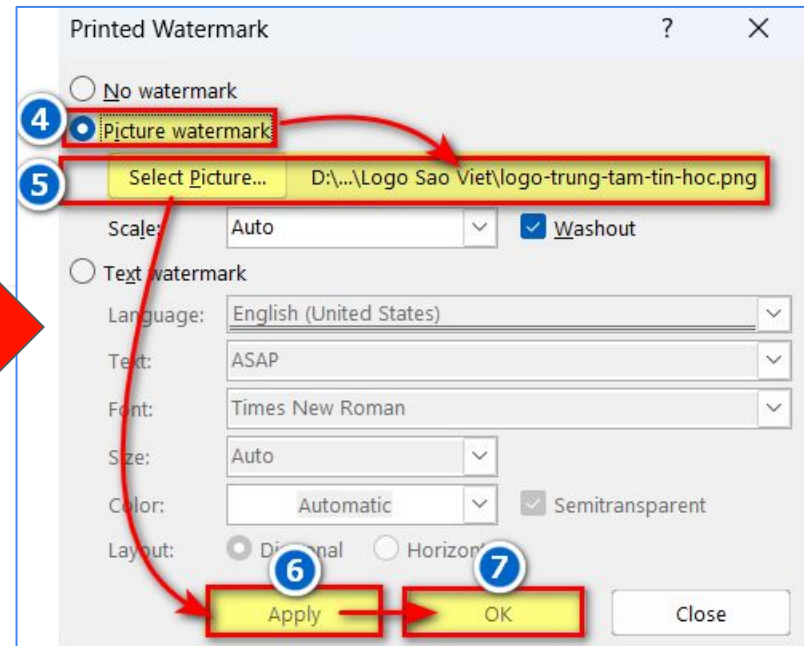 Printed Watermark ? X
No watermark
4 Picture watermark
5 Select Picture... D:\...\Logo Sao Viet\logo-trung-tam-tin-hoc.png
Scale: Auto Washout
Text watermark
Language: English (United States)
Text: ASAP
Font: Times New Roman
Size: Auto
Color: Automatic Semitransparent
Layout: Diagonal Horizont
6 7
Apply OK Close